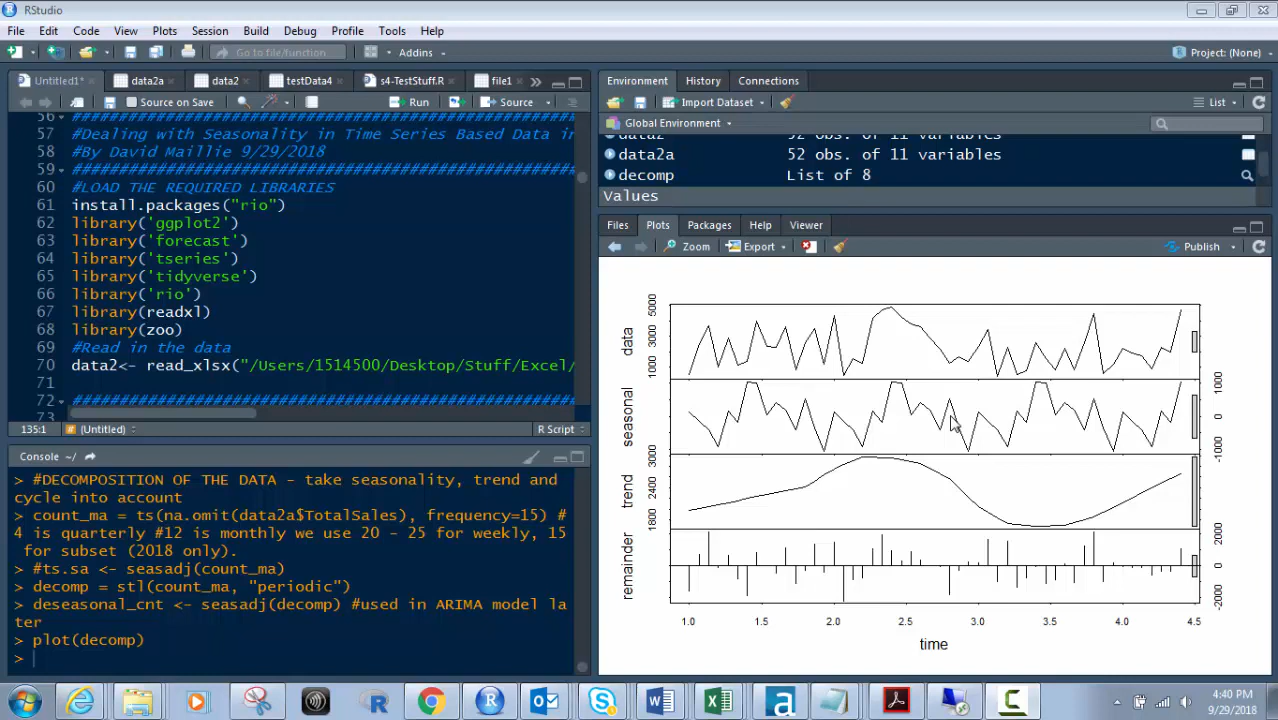 RStudio
File Edit Code View Plots Session Build Debug Profile Tools Help
Go to file/function Addins Project: (None)
Untitled1* data2a data2 testData4 s4-TestStuff.R file1
Source on Save Run Source
56 ################################################
57 #Dealing with Seasonality in Time Series Based Data in
58 #By David Maillie 9/29/2018
59 ################################################
60 #LOAD THE REQUIRED LIBRARIES
61 install.packages("rio")
62 library('ggplot2')
63 library('forecast')
64 library('tseries')
65 library('tidyverse')
66 library('rio')
67 library(readxl)
68 library(zoo)
69 #Read in the data
70 data2<- read_xlsx("/Users/1514500/Desktop/Stuff/Excel/
71
72 ################################################
73
135:1 # (Untitled) R Script
Console ~/
> #DECOMPOSITION OF THE DATA - take seasonality, trend and
cycle into account
> count_ma = ts(na.omit(data2a$TotalSales), frequency=15) #
4 is quarterly #12 is monthly we use 20 - 25 for weekly, 15
for subset (2018 only).
> #ts.sa <- seasadj(count_ma)
> decomp = stl(count_ma, "periodic")
> deseasonal_cnt <- seasadj(decomp) #used in ARIMA model la
ter
> plot(decomp)
>
Environment History Connections
Import Dataset List
Global Environment
data2 52 obs. of 11 variables
data2a 52 obs. of 11 variables
decomp List of 8
Values
Files Plots Packages Help Viewer
Zoom Export Publish
data
1000 3000 5000
seasonal
-1000 0 1000
trend
1800 2400 3000
remainder
-2000 0 2000
1.0 1.5 2.0 2.5 3.0 3.5 4.0 4.5
time
4:40 PM
9/29/2018